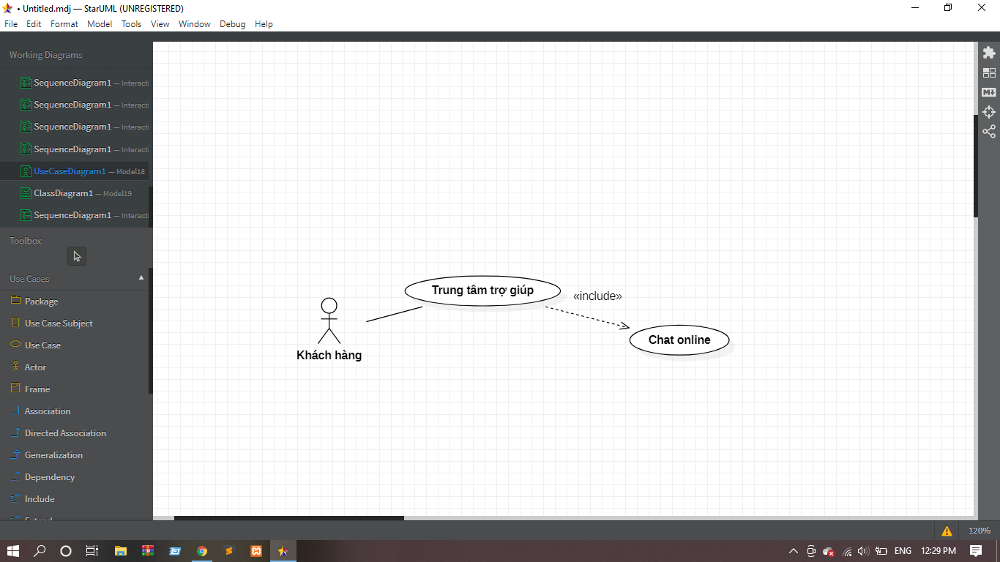 • Untitled.mdj — StarUML (UNREGISTERED)
File Edit Format Model Tools View Window Debug Help
Working Diagrams
SequenceDiagram1 — Interacti
SequenceDiagram1 — Interacti
SequenceDiagram1 — Interacti
SequenceDiagram1 — Interacti
UseCaseDiagram1 — Model18
ClassDiagram1 — Model19
SequenceDiagram1 — Interacti
Toolbox
Use Cases
Package
Use Case Subject
Use Case
Actor
Frame
Association
Directed Association
Generalization
Dependency
Include
Extend
Trung tâm trợ giúp
«include»
Chat online
Khách hàng
M
120%
ENG 12:29 PM